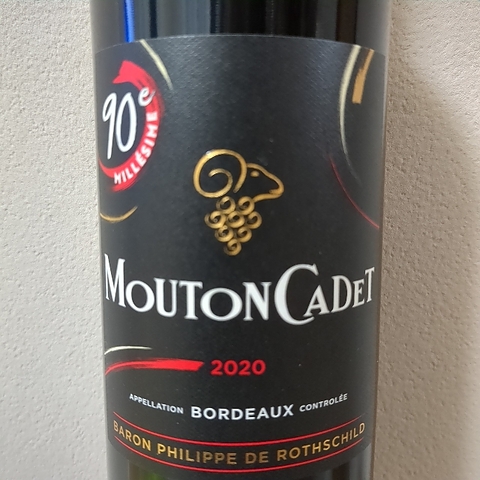 90e
MILLÉSIME
MOUTON CADET
2020
APPELLATION BORDEAUX CONTROLÉE
BARON PHILIPPE DE ROTHSCHILD